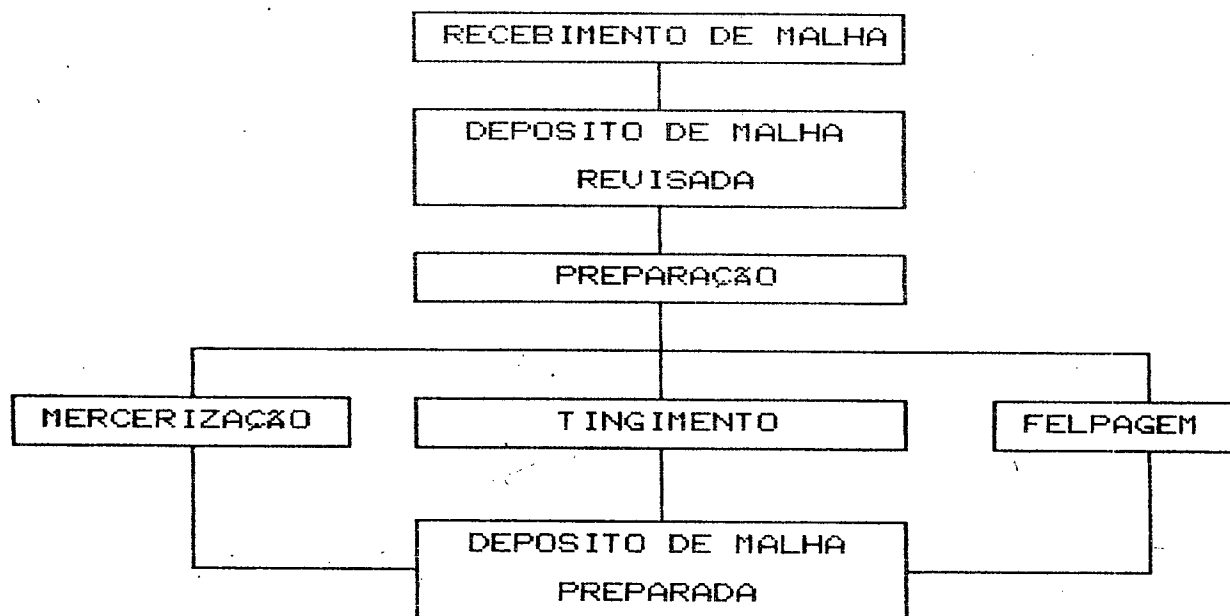 RECEBIMENTO DE MALHA
DEPOSITO DE MALHA
REVISADA
PREPARAÇÃO
MERCERIZAÇÃO
TINGIMENTO
FELPAGEM
DEPOSITO DE MALHA
PREPARADA